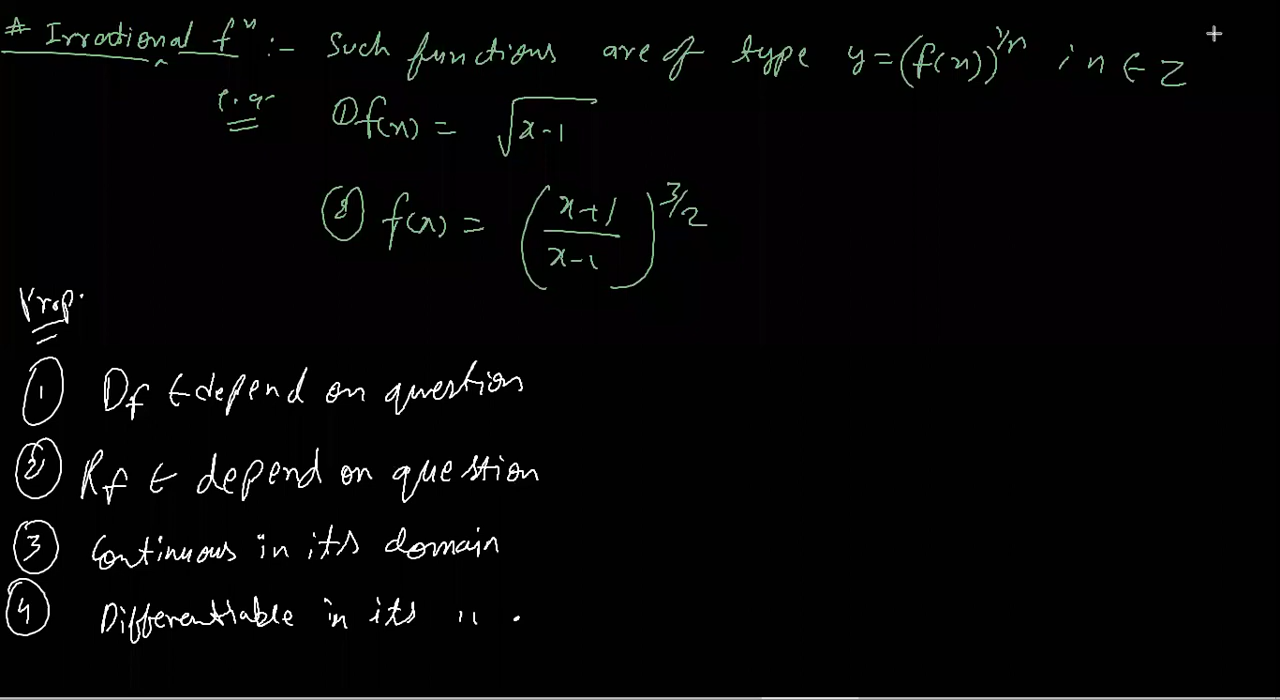 # Irrational fⁿ :- Such functions are of type y = (f(x))^1/n ; n ∈ Z
e.g.
① f(x) = √x-1
② f(x) = (x+1/x-1)^3/2
Prop.
① Df ∈ depend on question
② Rf ∈ depend on question
③ Continuous in its domain
④ Differentiable in its " .